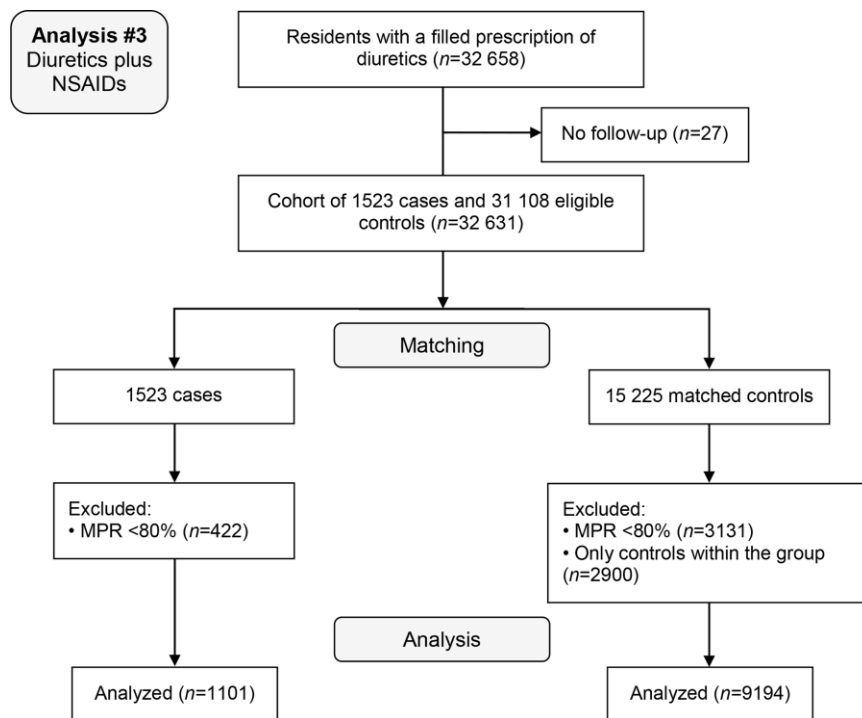 Analysis #3
Diuretics plus
NSAIDs
Residents with a filled prescription of
diuretics (n=32 658)
No follow-up (n=27)
Cohort of 1523 cases and 31 108 eligible
controls (n=32 631)
Matching
1523 cases
15 225 matched controls
Excluded:
• MPR <80% (n=422)
Excluded:
• MPR <80% (n=3131)
• Only controls within the group
(n=2900)
Analysis
Analyzed (n=1101)
Analyzed (n=9194)